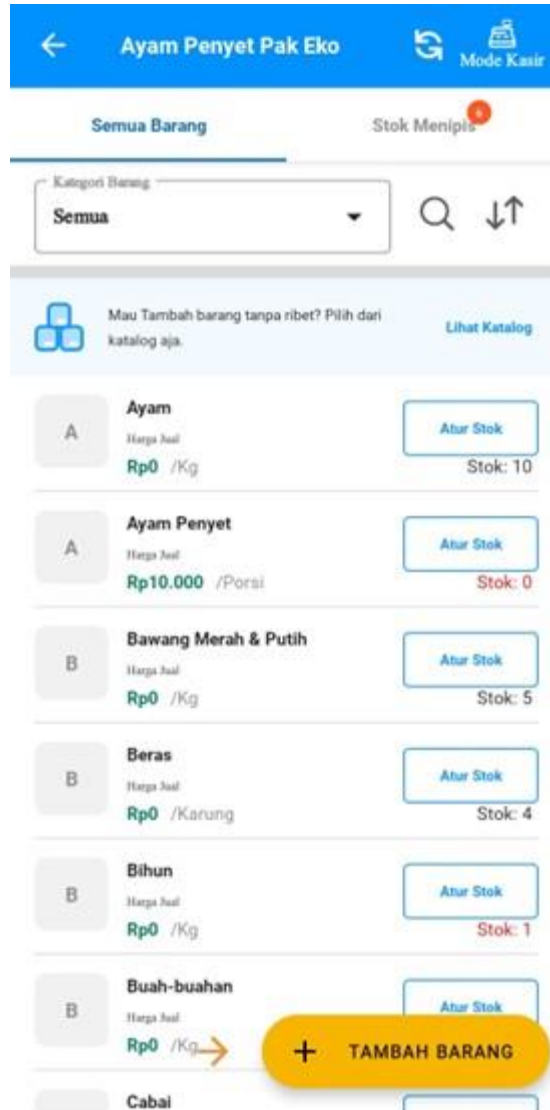 Ayam Penyet Pak Eko
Mode Kasir
Semua Barang
Stok Menipis
6
Kategori Barang
Semua
Mau Tambah barang tanpa ribet? Pilih dari
katalog aja.
Lihat Katalog
A
Ayam
Harga Jual
Rp0 /Kg
Atur Stok
Stok: 10
A
Ayam Penyet
Harga Jual
Rp10.000 /Porsi
Atur Stok
Stok: 0
B
Bawang Merah & Putih
Harga Jual
Rp0 /Kg
Atur Stok
Stok: 5
B
Beras
Harga Jual
Rp0 /Karung
Atur Stok
Stok: 4
B
Bihun
Harga Jual
Rp0 /Kg
Atur Stok
Stok: 1
B
Buah-buahan
Harga Jual
Rp0 /Kg
Atur Stok
+ TAMBAH BARANG
Cabai